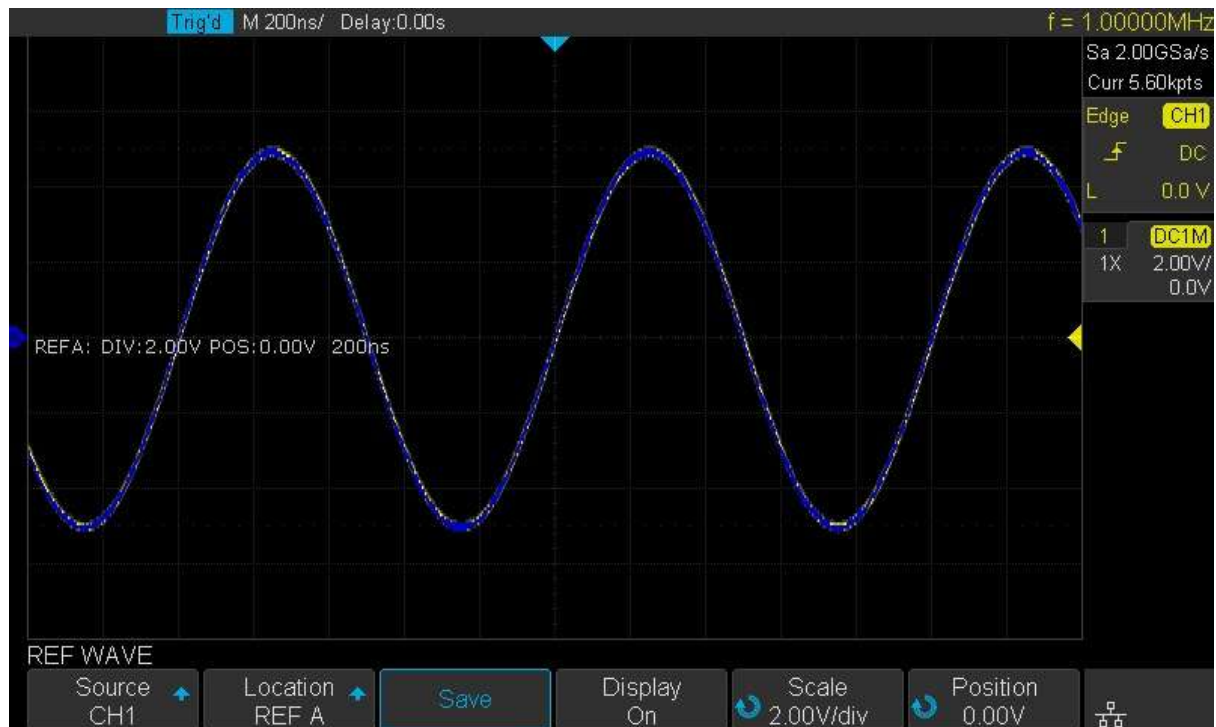 Trig'd M 200ns/ Delay:0.00s f = 1.00000MHz
Sa 2.00GSa/s
Curr 5.60kpts
Edge CH1
DC
L 0.0 V
1 DC1M
1X 2.00V/
0.0V
REFA: DIV:2.00V POS:0.00V 200ns
REF WAVE
Source Location Save Display Scale Position
CH1 REF A On 2.00V/div 0.00V